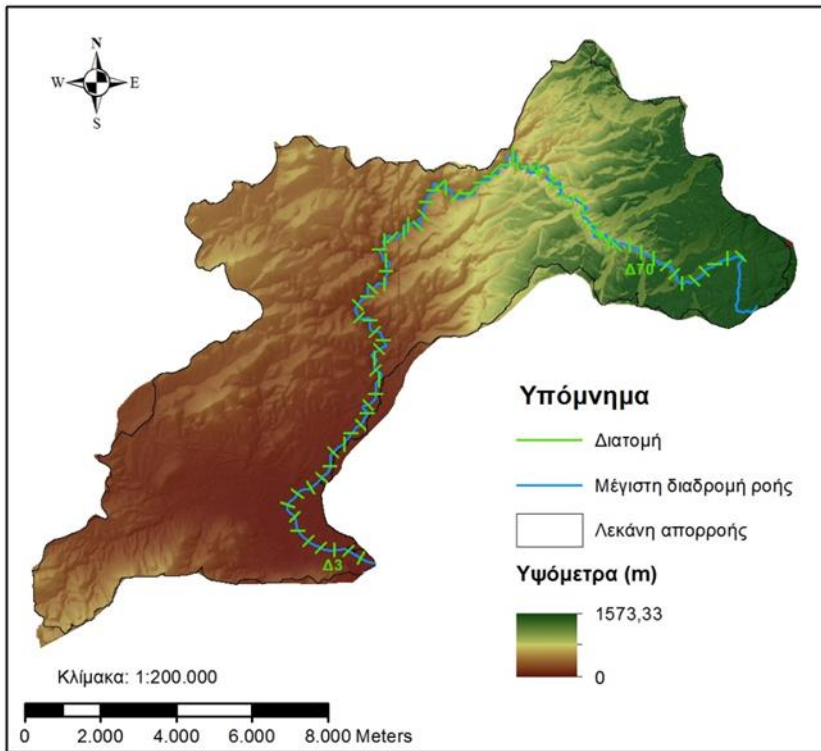 N
W E
S
Δ70
Δ3
Υπόμνημα
Διατομή
Μέγιστη διαδρομή ροής
Λεκάνη απορροής
Υψόμετρα (m)
1573,33
0
Κλίμακα: 1:200.000
0 2.000 4.000 6.000 8.000 Meters